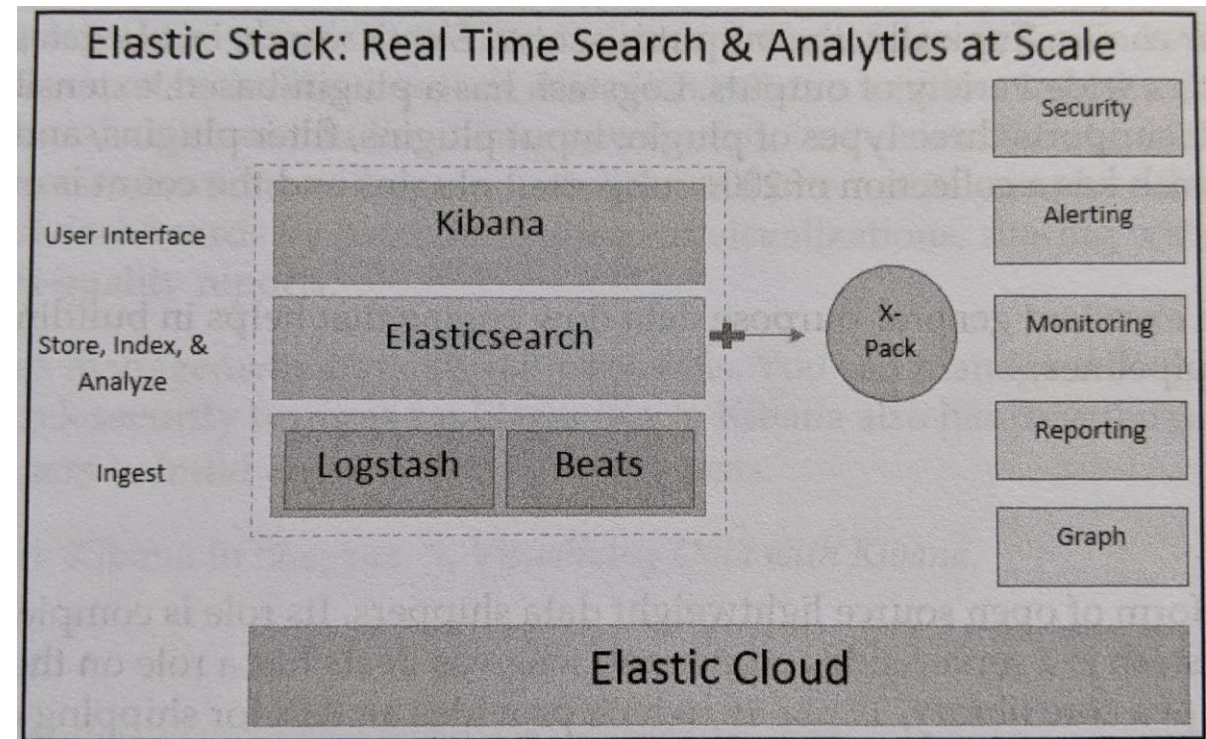 Elastic Stack: Real Time Search & Analytics at Scale
Security
Alerting
User Interface
Kibana
Store, Index, &
Analyze
Elasticsearch
X-
Pack
Monitoring
Reporting
Ingest
Logstash
Beats
Graph
Elastic Cloud